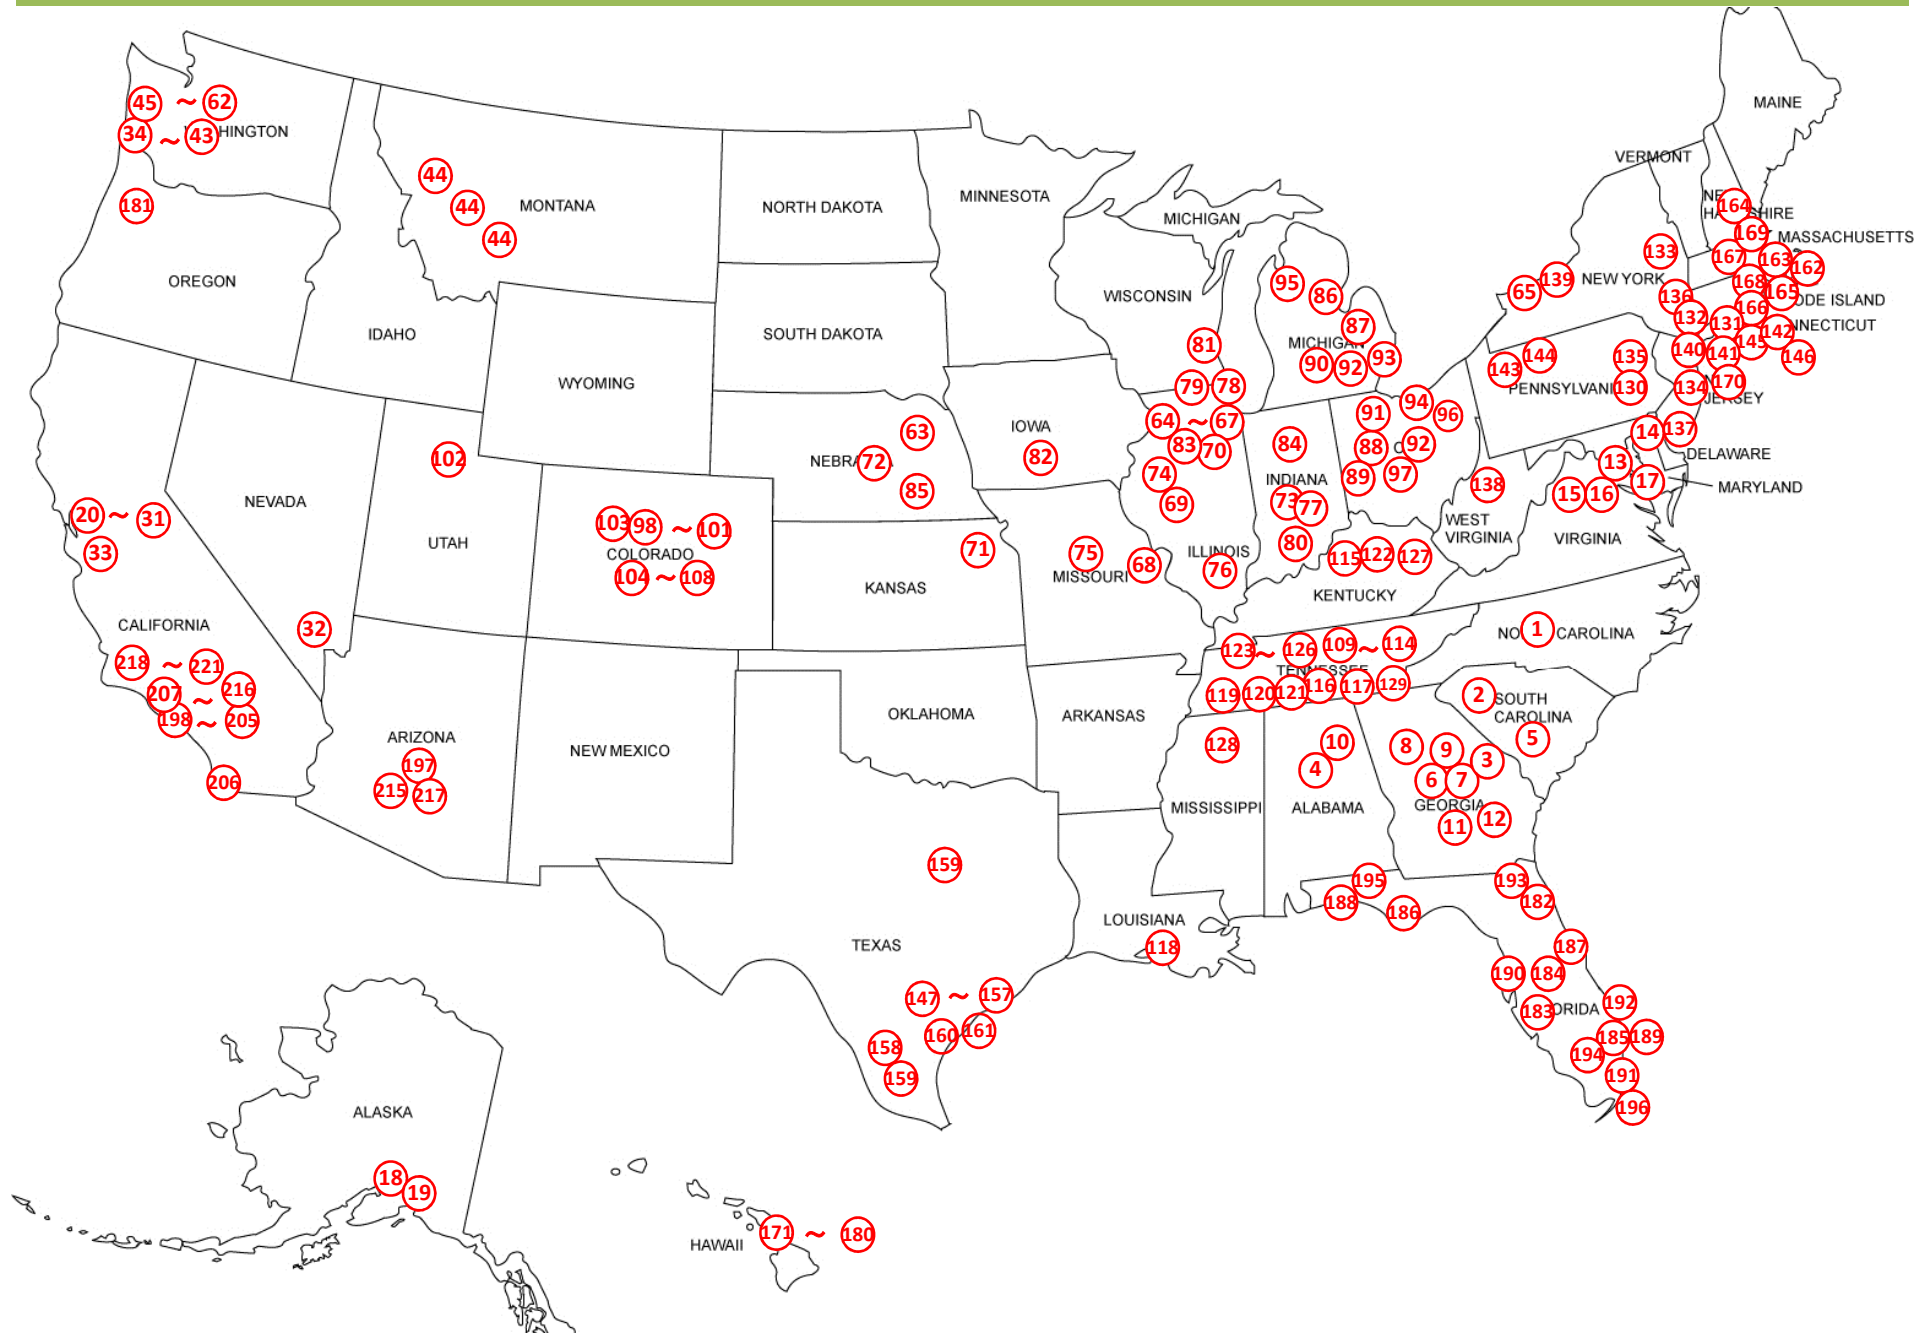 MAINE
45 ~ 62
34 ~ 43 HINGTON
VERMONT
44
MONTANA
44
44
181
OREGON
NORTH DAKOTA
MINNESOTA
MICHIGAN
164
SHIRE
169
MASSACHUSETTS
133
167
163
162
NEW YORK
139
65
168
165
ODE ISLAND
136
166
132
131
142
NNECTICUT
140
141
145
146
IDAHO
SOUTH DAKOTA
WISCONSIN
95
86
87
MICHIGAN
90
92
93
81
79
78
143
144
135
PENNSYLVANI
130
134
170
JERSEY
WYOMING
IOWA
82
64 ~ 67
83
70
74
69
84
INDIANA
73
77
80
91
94
96
88
92
89
97
14
137
DELAWARE
13
17
MARYLAND
15
16
138
WEST
VIRGINIA
VIRGINIA
63
NEBRA
72
85
102
NEVADA
UTAH
20 ~ 31
33
103
98 ~ 101
COLORADO
104 ~ 108
71
KANSAS
75
MISSOURI
68
ILLINOIS
76
115
122
127
KENTUCKY
CALIFORNIA
32
218 ~ 221
207 ~ 216
198 ~ 205
206
ARIZONA
197
215
217
NEW MEXICO
OKLAHOMA
ARKANSAS
123 ~ 126
109 ~ 114
TENNESSEE
119
120
121
116
117
129
NO
1
CAROLINA
2
SOUTH
CAROLINA
5
128
MISSISSIPPI
10
4
ALABAMA
8
9
3
6
7
GEORGIA
11
12
159
TEXAS
LOUISIANA
118
195
188
186
193
182
187
190
184
183
ORIDA
192
185
189
194
191
196
147 ~ 157
160
161
158
159
ALASKA
18
19
HAWAII
171 ~ 180